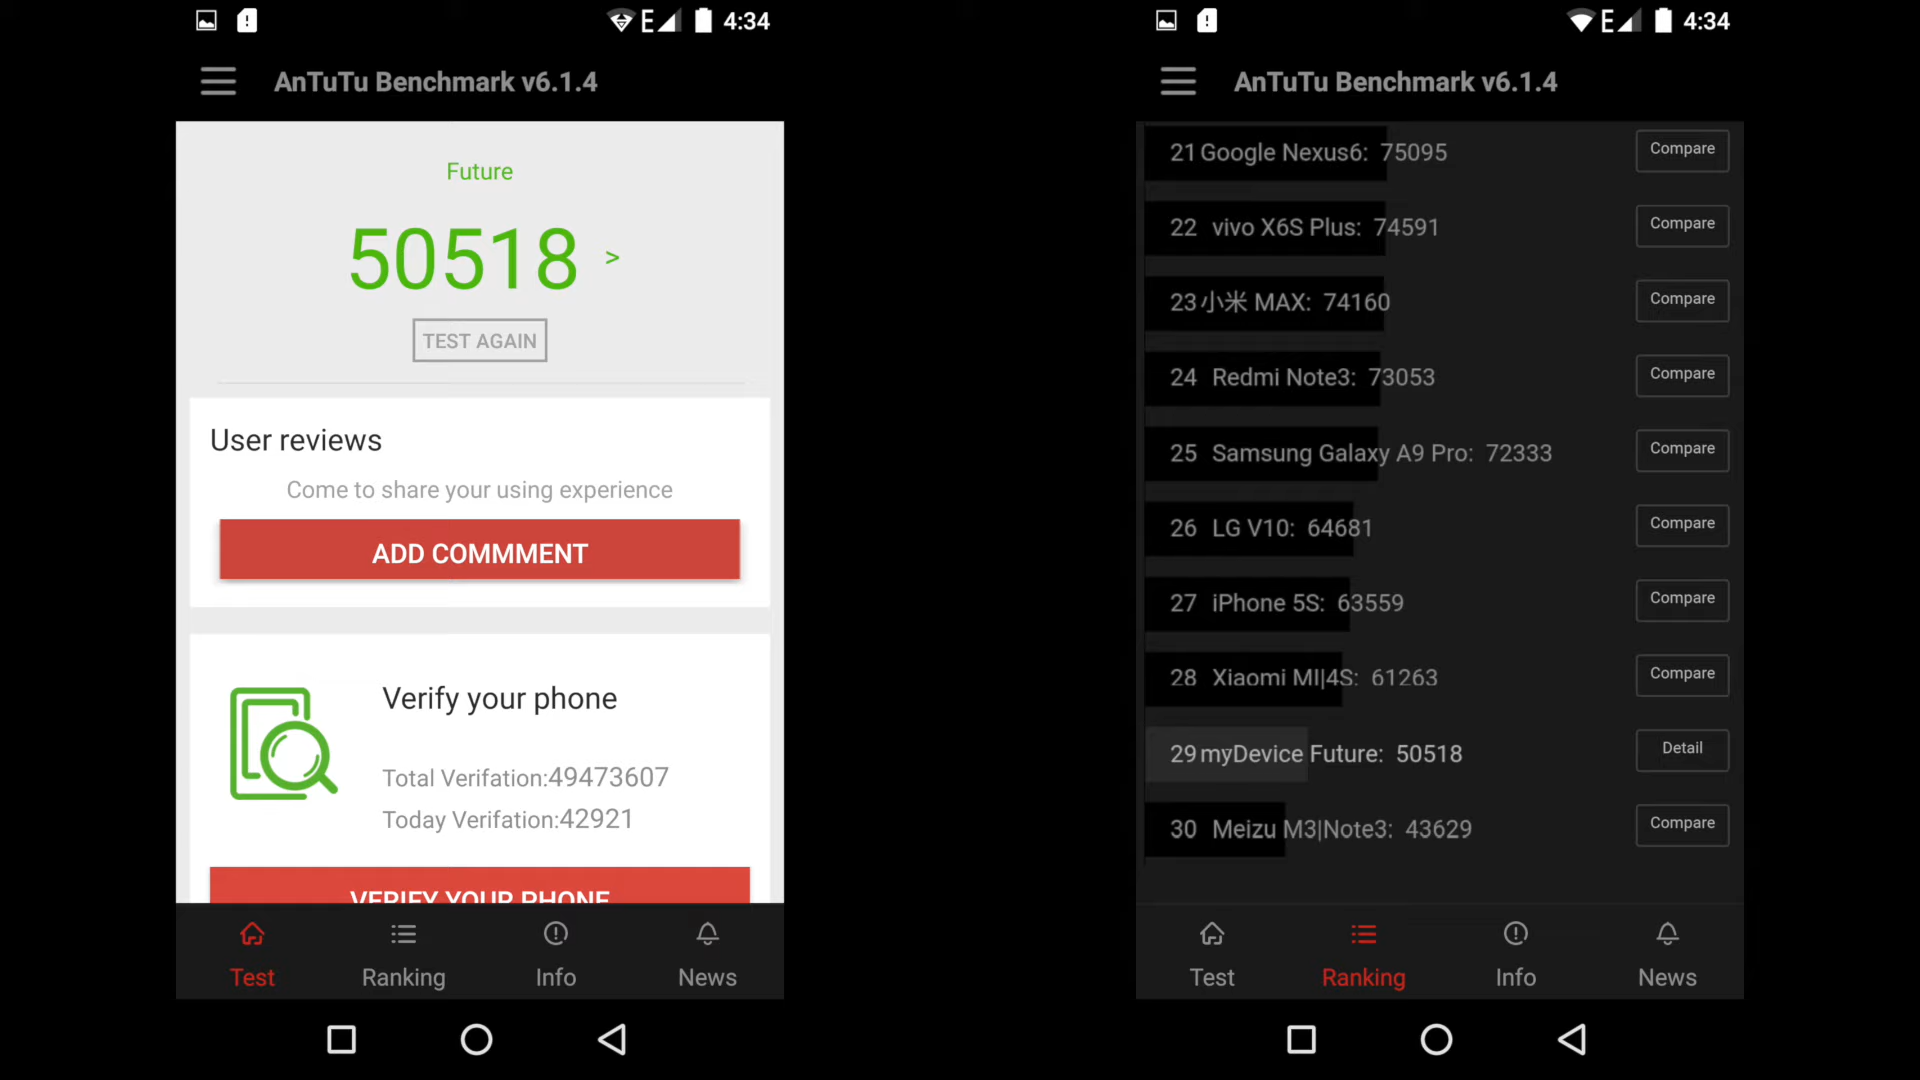 E 4:34
AnTuTu Benchmark v6.1.4
Future
50518 >
TEST AGAIN
User reviews
Come to share your using experience
ADD COMMMENT
Verify your phone
Total Verifation:49473607
Today Verifation:42921
VERIFY YOUR PHONE
Test Ranking Info News
E 4:34
AnTuTu Benchmark v6.1.4
21 Google Nexus6: 75095 Compare
22 vivo X6S Plus: 74591 Compare
23 小米 MAX: 74160 Compare
24 Redmi Note3: 73053 Compare
25 Samsung Galaxy A9 Pro: 72333 Compare
26 LG V10: 64681 Compare
27 iPhone 5S: 63559 Compare
28 Xiaomi MI|4S: 61263 Compare
29 myDevice Future: 50518 Detail
30 Meizu M3|Note3: 43629 Compare
Test Ranking Info News